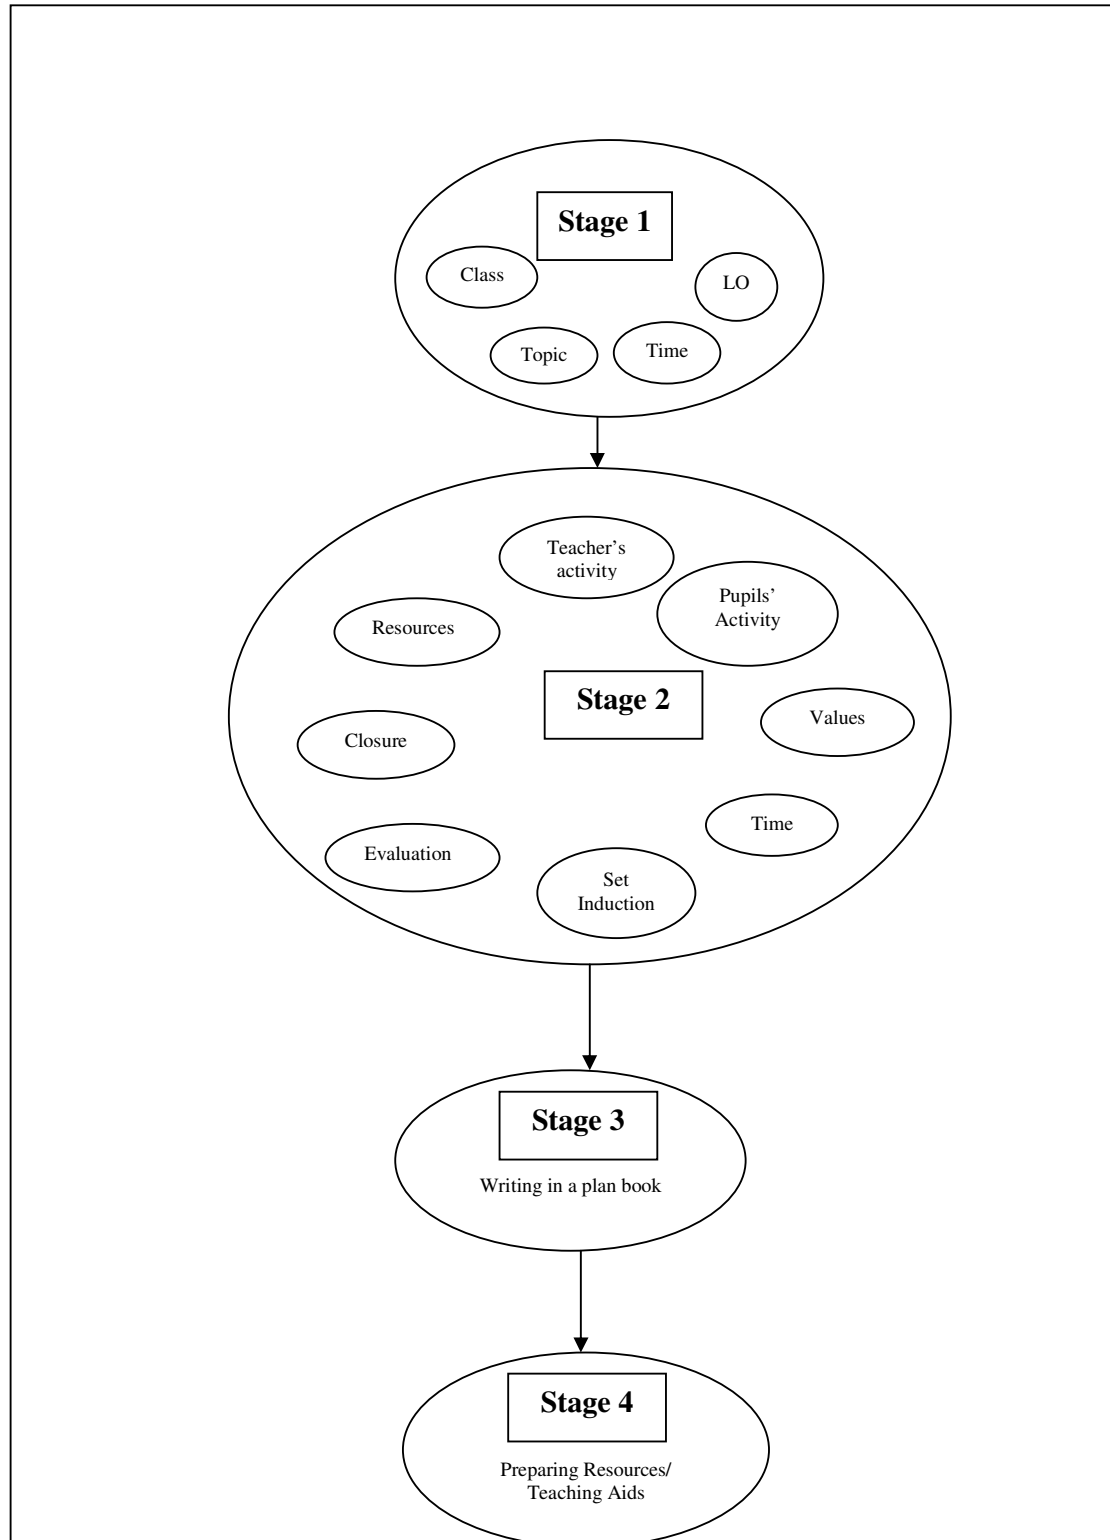 Stage 1
Class
LO
Topic
Time
Teacher’s
activity
Pupils’
Activity
Resources
Stage 2
Values
Closure
Time
Evaluation
Set
Induction
Stage 3
Writing in a plan book
Stage 4
Preparing Resources/
Teaching Aids